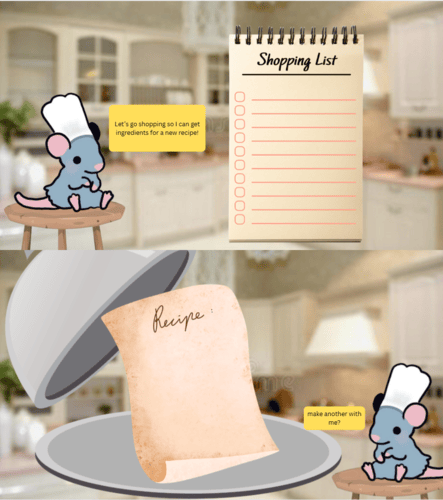 Shopping List
Let's go shopping so I can get
ingredients for a new recipe!
Recipe :
make another with
me?